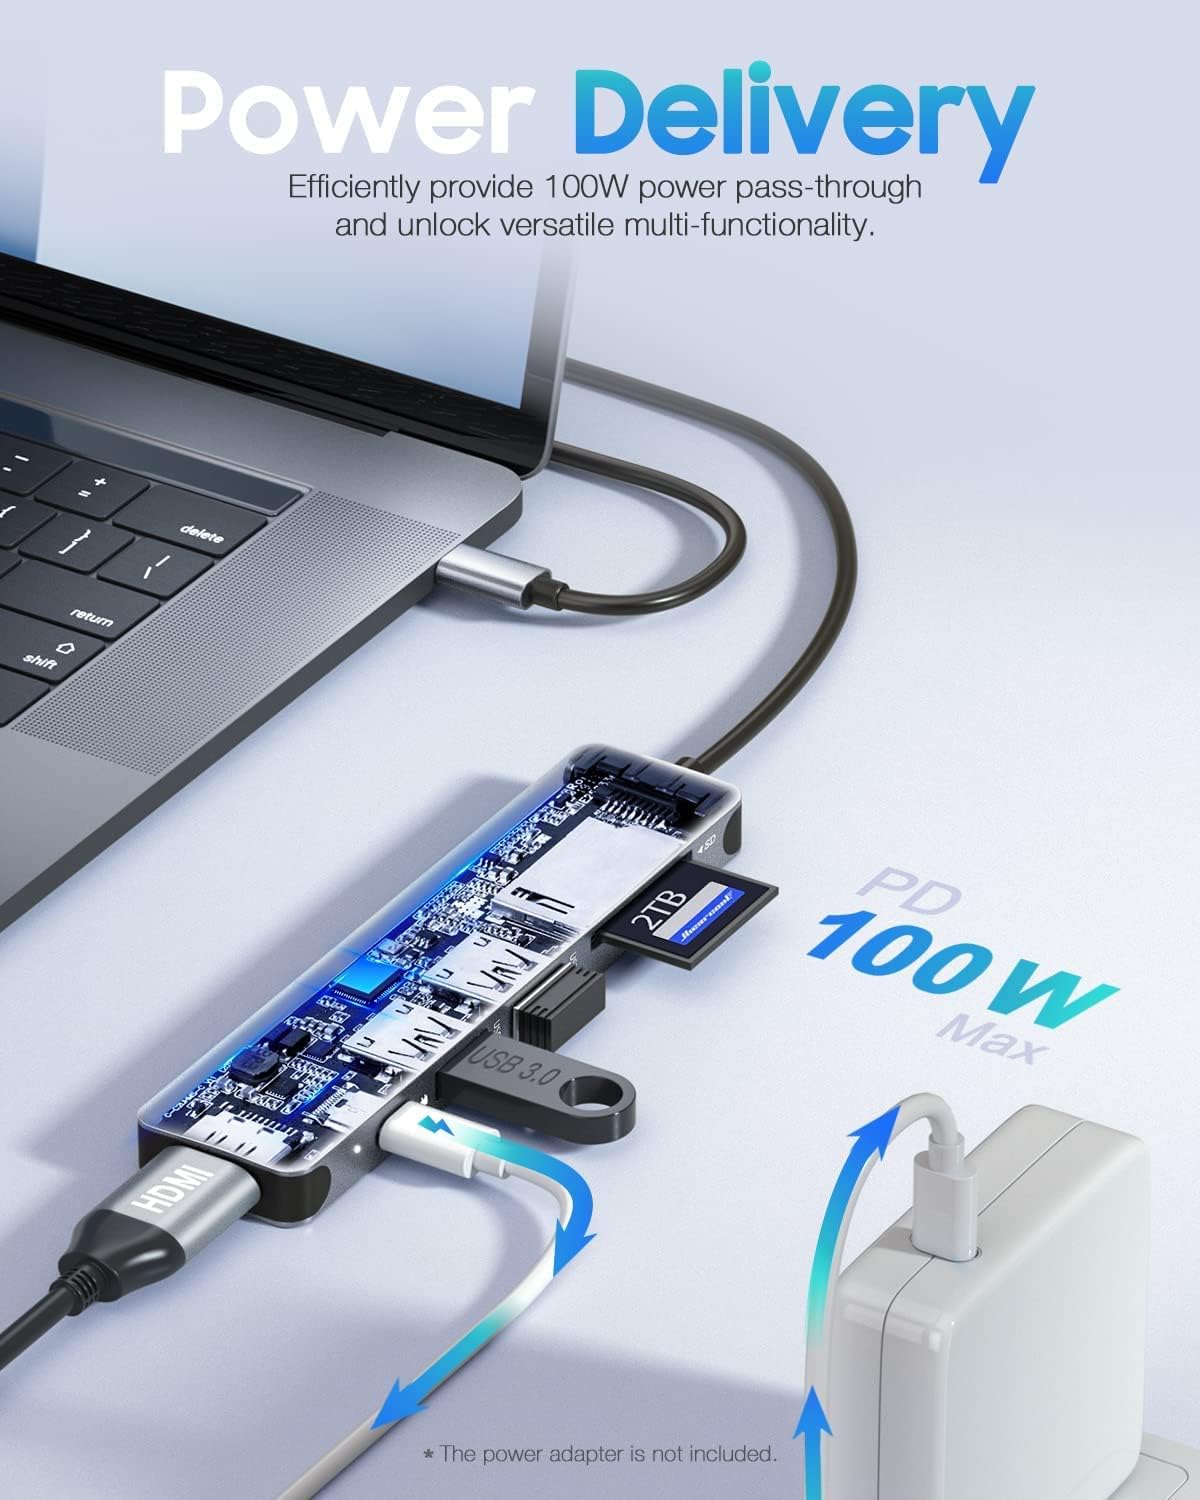 Power Delivery
Efficiently provide 100W power pass-through
and unlock versatile multi-functionality.
delete
return
shift
SD
2TB
USB 3.0
HDMI
PD
100W
Max
* The power adapter is not included.